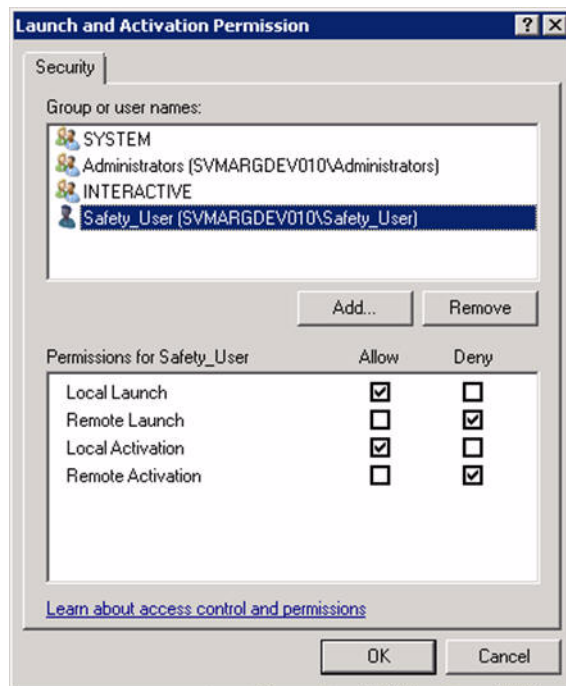 Launch and Activation Permission
Security
Group or user names:
SYSTEM
Administrators (SVMARGDEV010\Administrators)
INTERACTIVE
Safety_User (SVMARGDEV010\Safety_User)
Add... Remove
Permissions for Safety_User Allow Deny
Local Launch
Remote Launch
Local Activation
Remote Activation
Learn about access control and permissions
OK Cancel